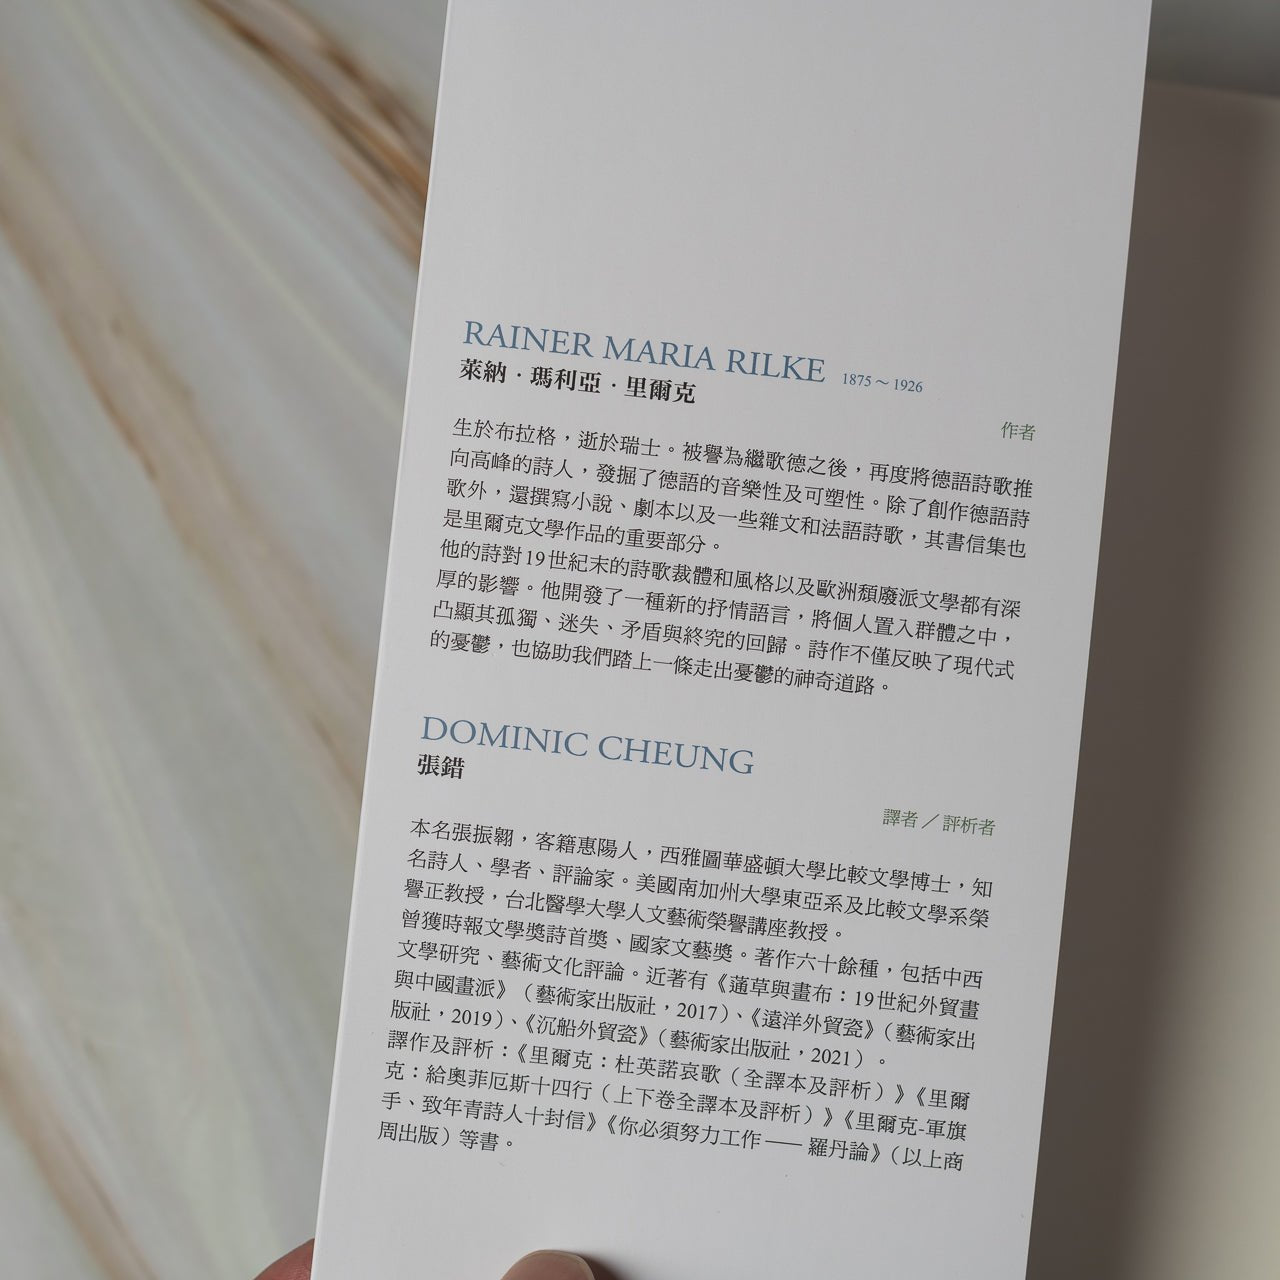 RAINER MARIA RILKE 1875～1926
萊納．瑪利亞．里爾克
作者
生於布拉格，逝於瑞士。被譽為繼歌德之後，再度將德語詩歌推
向高峰的詩人，發掘了德語的音樂性及可塑性。除了創作德語詩
歌外，還撰寫小說、劇本以及一些雜文和法語詩歌，其書信集也
是里爾克文學作品的重要部分。
他的詩對19世紀末的詩歌裁體和風格以及歐洲頹廢派文學都有深
厚的影響。他開發了一種新的抒情語言，將個人置入群體之中，
凸顯其孤獨、迷失、矛盾與終究的回歸。詩作不僅反映了現代式
的憂鬱，也協助我們踏上一條走出憂鬱的神奇道路。
DOMINIC CHEUNG
張錯
譯者／評析者
本名張振翱，客籍惠陽人，西雅圖華盛頓大學比較文學博士，知
名詩人、學者、評論家。美國南加州大學東亞系及比較文學系榮
譽正教授，台北醫學大學人文藝術榮譽講座教授。
曾獲時報文學獎詩首獎、國家文藝獎。著作六十餘種，包括中西
文學研究、藝術文化評論。近著有《蓪草與畫布：19世紀外貿畫
與中國畫派》（藝術家出版社，2017）、《遠洋外貿瓷》（藝術家出
版社，2019）、《沉船外貿瓷》（藝術家出版社，2021）。
譯作及評析：《里爾克：杜英諾哀歌（全譯本及評析）》《里爾
克：給奧菲厄斯十四行（上下卷全譯本及評析）》《里爾克-軍旗
手、致年青詩人十封信》《你必須努力工作——羅丹論》（以上商
周出版）等書。